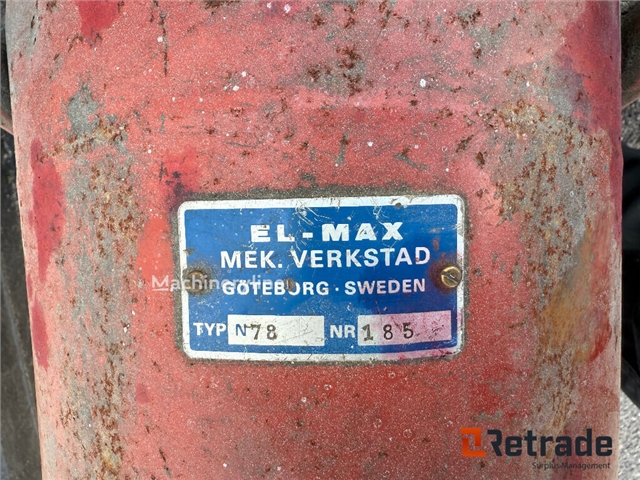 EL-MAX
MEK. VERKSTAD
GÖTEBORG · SWEDEN
TYP N78 NR 185
Retrade
Surplus Management